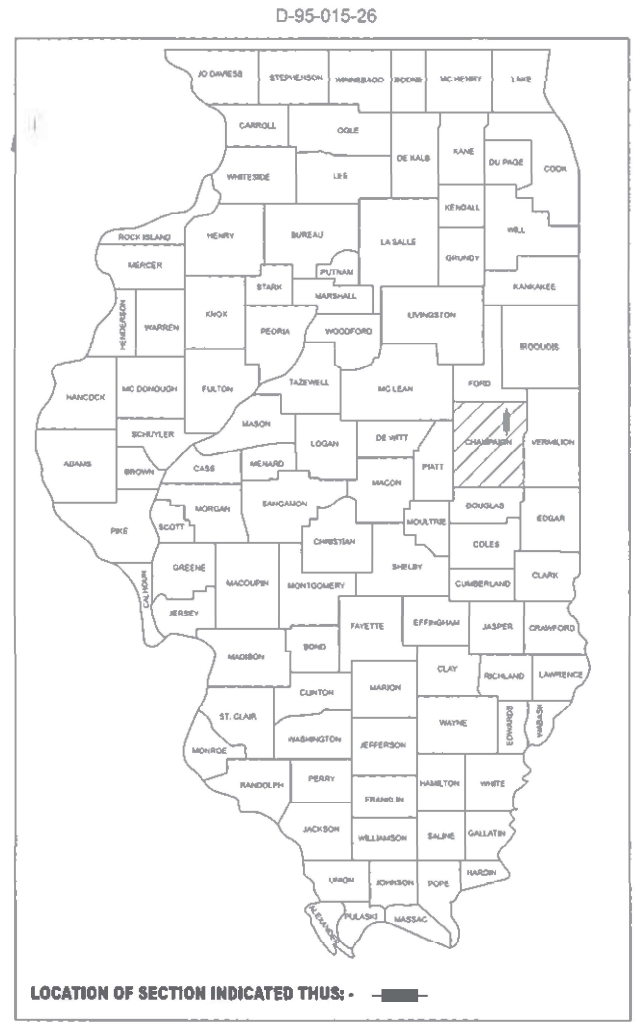 D-95-015-26
JO DAVIESS STEPHENSON WINNEBAGO BOONE MC HENRY LAKE
CARROLL OGLE
DE KALB KANE DU PAGE COOK
WHITESIDE LEE
KENDALL
ROCK ISLAND HENRY BUREAU LA SALLE GRUNDY WILL
MERCER PUTNAM
STARK MARSHALL KANKAKEE
HENDERSON WARREN KNOX PEORIA WOODFORD LIVINGSTON IROQUOIS
HANCOCK MC DONOUGH FULTON TAZEWELL MC LEAN FORD
MASON
SCHUYLER LOGAN DE WITT CHAMPAIGN VERMILION
ADAMS BROWN CASS MENARD PIATT
MACON
MORGAN SANGAMON DOUGLAS
PIKE SCOTT CHRISTIAN MOULTRIE EDGAR
COLES
GREENE SHELBY
CALHOUN MACOUPIN MONTGOMERY CUMBERLAND CLARK
JERSEY
FAYETTE EFFINGHAM JASPER CRAWFORD
MADISON BOND
CLAY RICHLAND LAWRENCE
CLINTON MARION
ST. CLAIR WAYNE EDWARDS WABASH
WASHINGTON JEFFERSON
MONROE
RANDOLPH PERRY HAMILTON WHITE
FRANKLIN
JACKSON WILLIAMSON SALINE GALLATIN
UNION JOHNSON POPE HARDIN
ALEXANDER PULASKI MASSAC
LOCATION OF SECTION INDICATED THUS: -